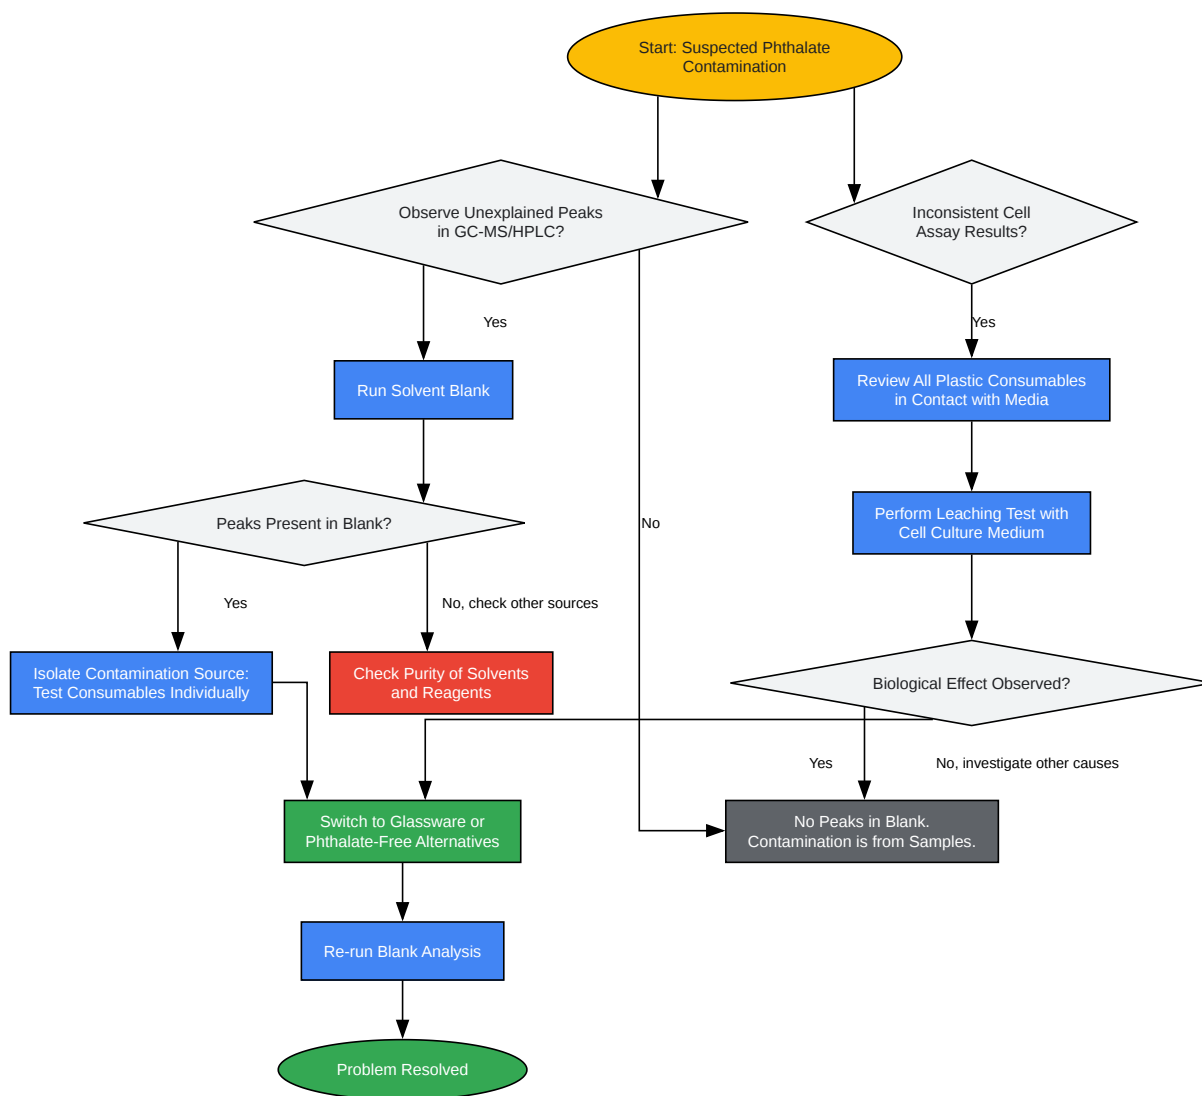 Start: Suspected Phthalate
Contamination
Observe Unexplained Peaks
in GC-MS/HPLC?
Inconsistent Cell
Assay Results?
Yes
Yes
Run Solvent Blank
Review All Plastic Consumables
in Contact with Media
Peaks Present in Blank?
No
Perform Leaching Test with
Cell Culture Medium
Yes
No, check other sources
Isolate Contamination Source:
Test Consumables Individually
Check Purity of Solvents
and Reagents
Biological Effect Observed?
Yes
No, investigate other causes
Switch to Glassware or
Phthalate-Free Alternatives
No Peaks in Blank.
Contamination is from Samples.
Re-run Blank Analysis
Problem Resolved